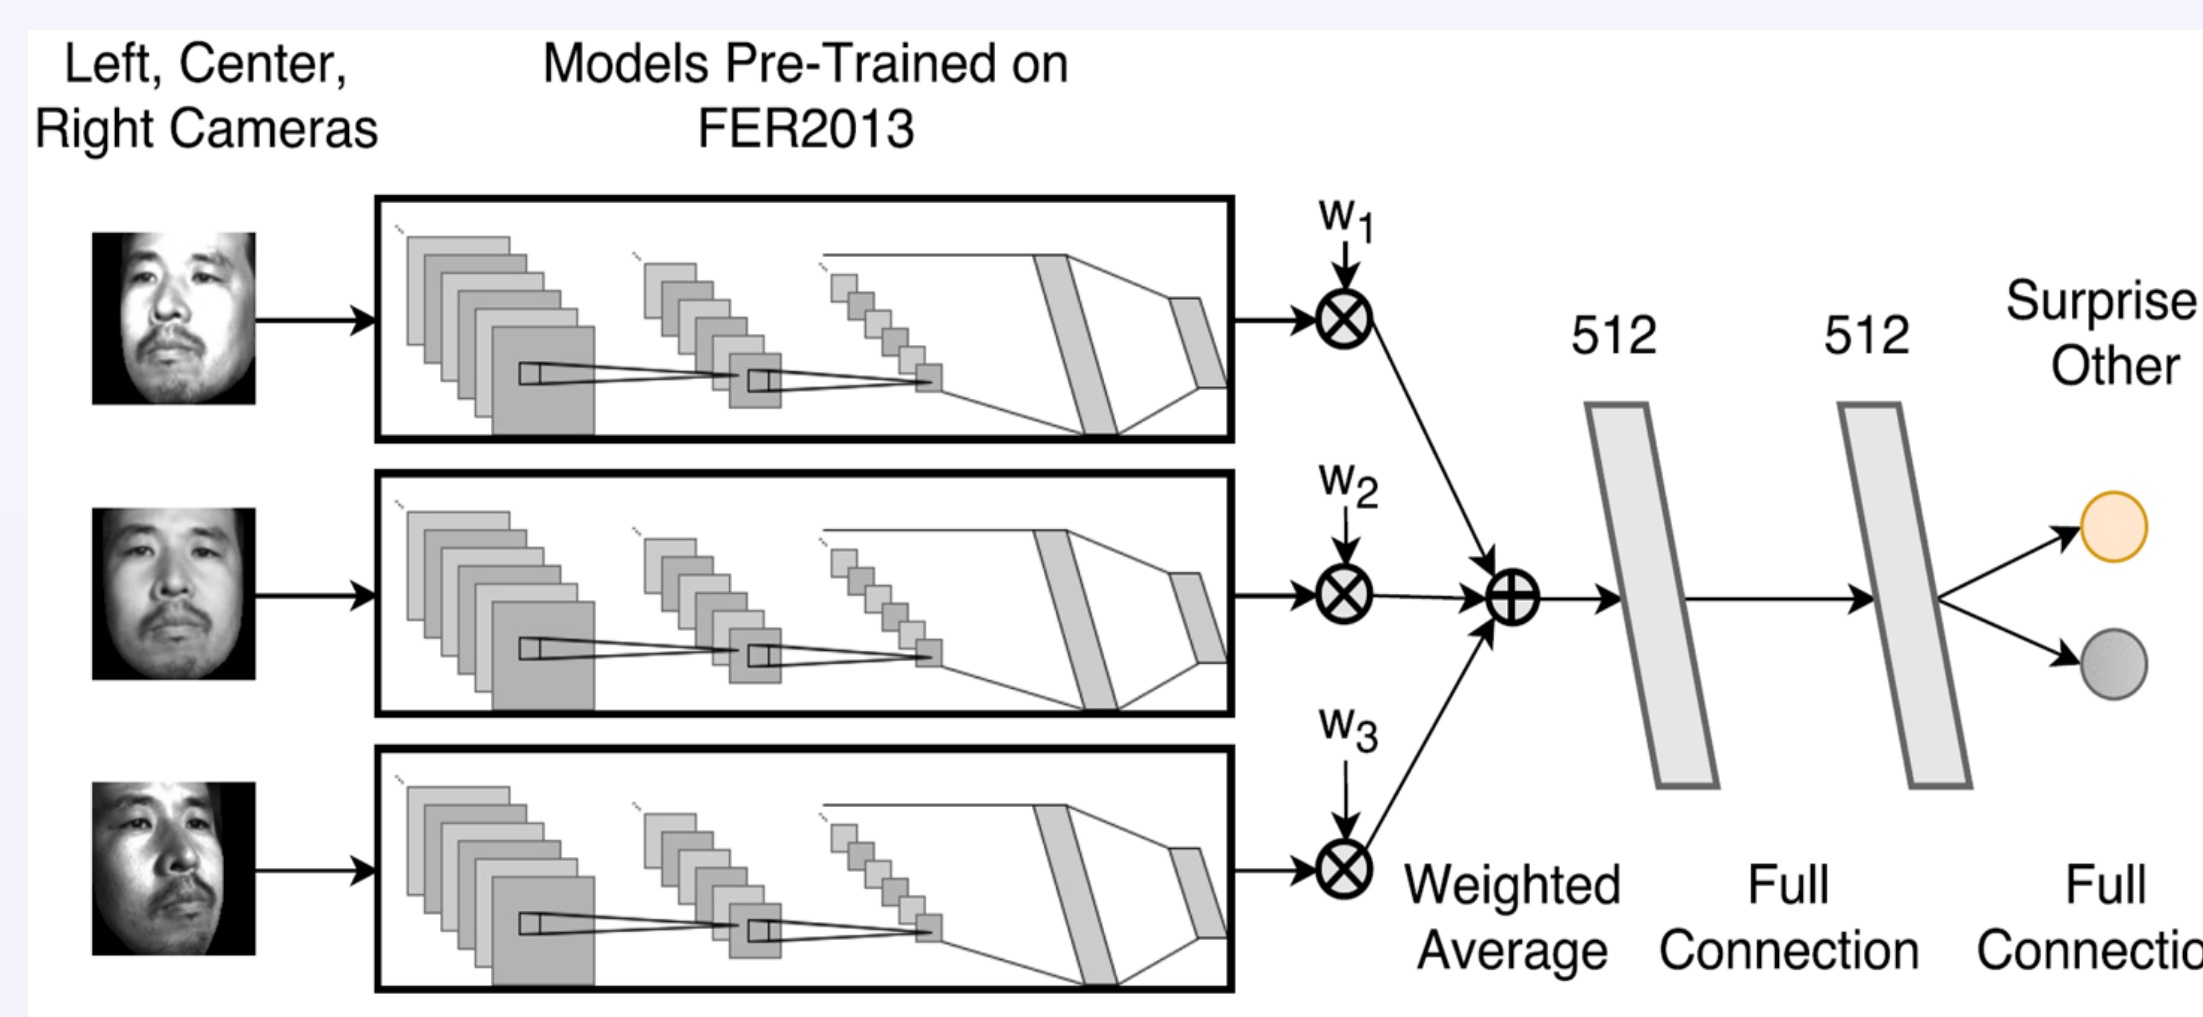 Left, Center,
Right Cameras
Models Pre-Trained on
FER2013
w1
w2
w3
512
512
Surprise
Other
Weighted
Average
Full
Connection
Full
Connectio